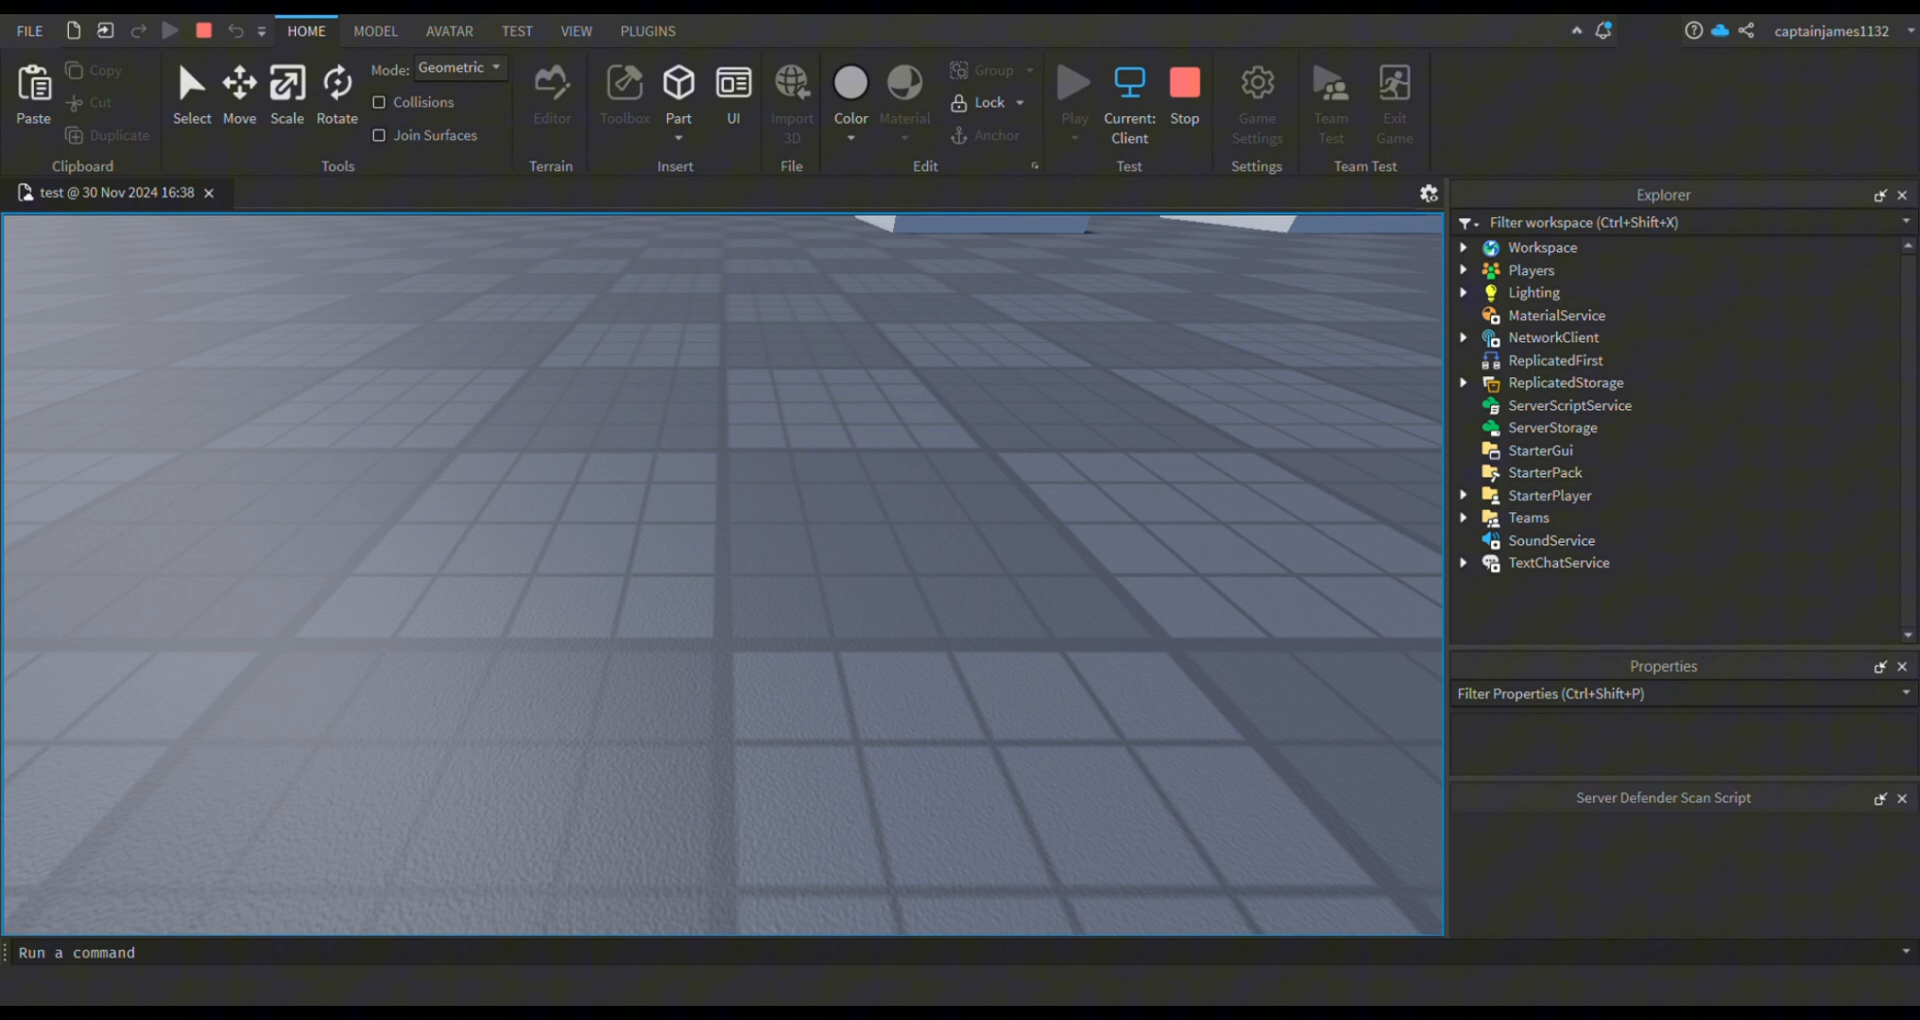 FILE HOME MODEL AVATAR TEST VIEW PLUGINS captainjames1132
Paste Copy Cut Duplicate Clipboard
Select Move Scale Rotate Mode: Geometric Collisions Join Surfaces Tools
Editor Terrain
Toolbox Part UI Insert
Import 3D File
Color Material Group Lock Anchor Edit
Play Current: Client Stop Test
Game Settings Settings
Team Test Exit Game Team Test
test @ 30 Nov 2024 16:38
Explorer
Filter workspace (Ctrl+Shift+X)
Workspace
Players
Lighting
MaterialService
NetworkClient
ReplicatedFirst
ReplicatedStorage
ServerScriptService
ServerStorage
StarterGui
StarterPack
StarterPlayer
Teams
SoundService
TextChatService
Properties
Filter Properties (Ctrl+Shift+P)
Server Defender Scan Script
Run a command